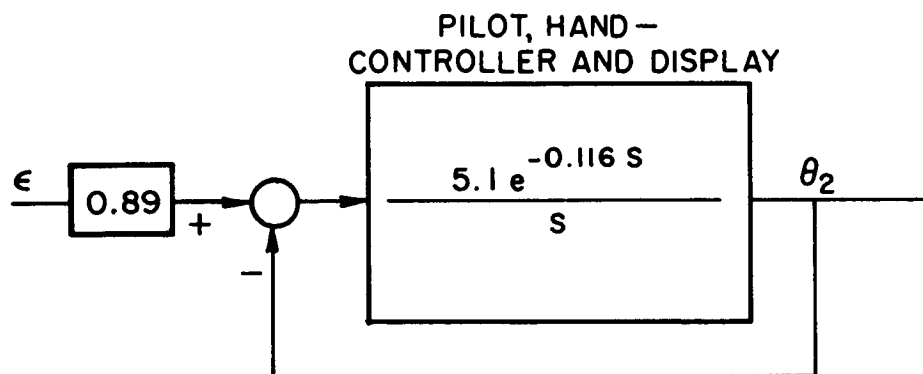 PILOT, HAND-
CONTROLLER AND DISPLAY
ϵ
0.89
+
−
5.1 e^{-0.116 S}
S
θ₂